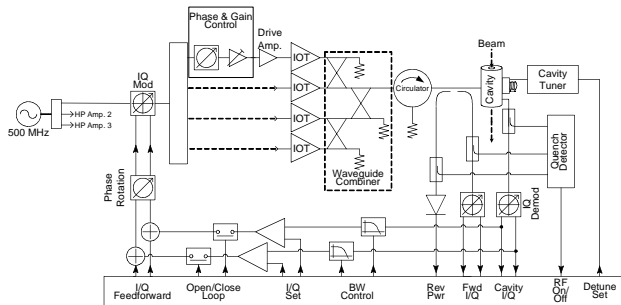 Phase & Gain
Control
Drive
Amp.
IQ
Mod
IOT
IOT
IOT
IOT
Beam
Circulator
Cavity
Cavity
Tuner
500 MHz
HP Amp. 2
HP Amp. 3
Waveguide
Combiner
Quench
Detector
Phase
Rotation
IQ
Demod
I/Q
Feedforward
Open/Close
Loop
I/Q
Set
BW
Control
Rev
Pwr
Fwd
I/Q
Cavity
I/Q
RF
On/
Off
Detune
Set